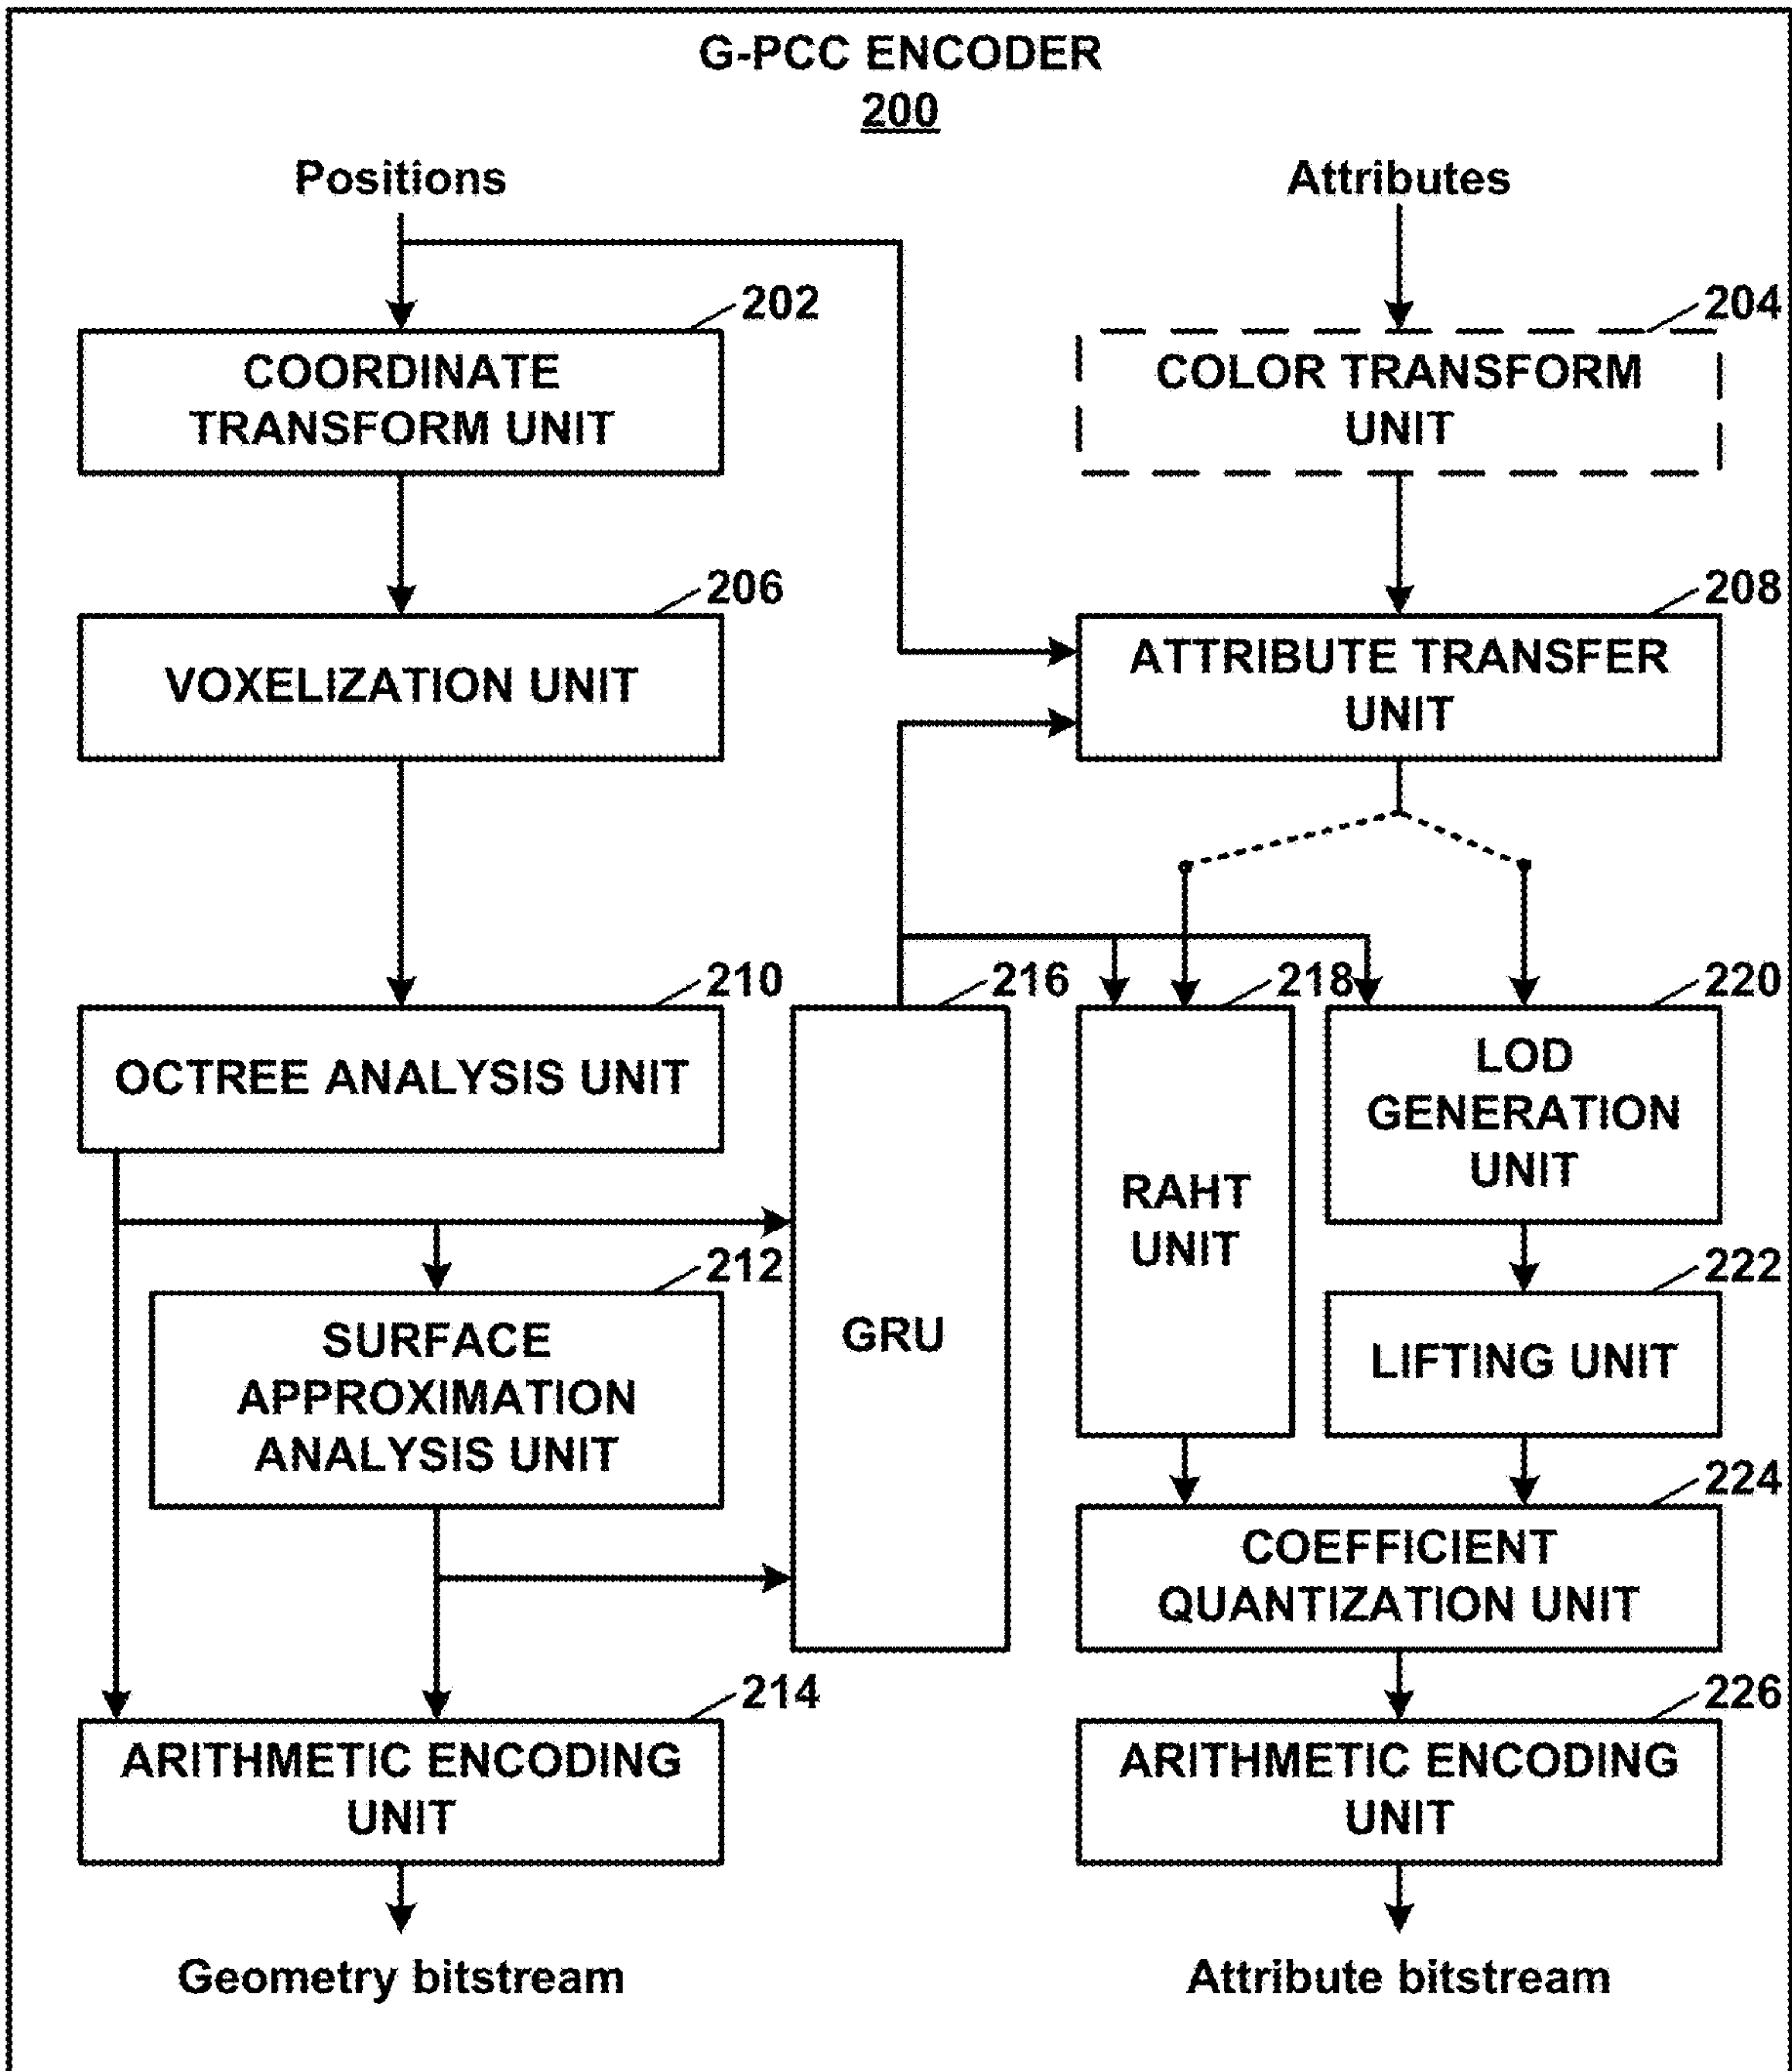 G-PCC ENCODER
200
Positions
Attributes
202
204
COORDINATE
TRANSFORM UNIT
COLOR TRANSFORM
UNIT
206
208
VOXELIZATION UNIT
ATTRIBUTE TRANSFER
UNIT
210
216
218
220
OCTREE ANALYSIS UNIT
LOD
GENERATION
UNIT
RAHT
UNIT
212
222
SURFACE
APPROXIMATION
ANALYSIS UNIT
GRU
LIFTING UNIT
224
COEFFICIENT
QUANTIZATION UNIT
214
226
ARITHMETIC ENCODING
UNIT
ARITHMETIC ENCODING
UNIT
Geometry bitstream
Attribute bitstream